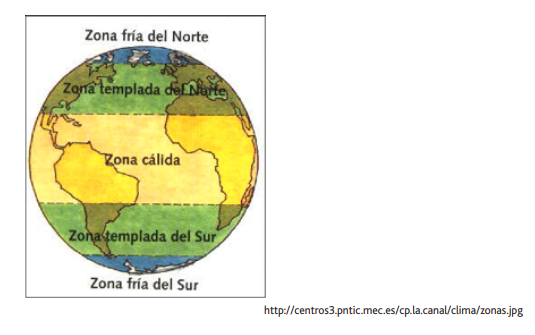 Zona fría del Norte
Zona templada del Norte
Zona cálida
Zona templada del Sur
Zona fría del Sur
http://centros3.pntic.mec.es/cp.la.canal/clima/zonas.jpg